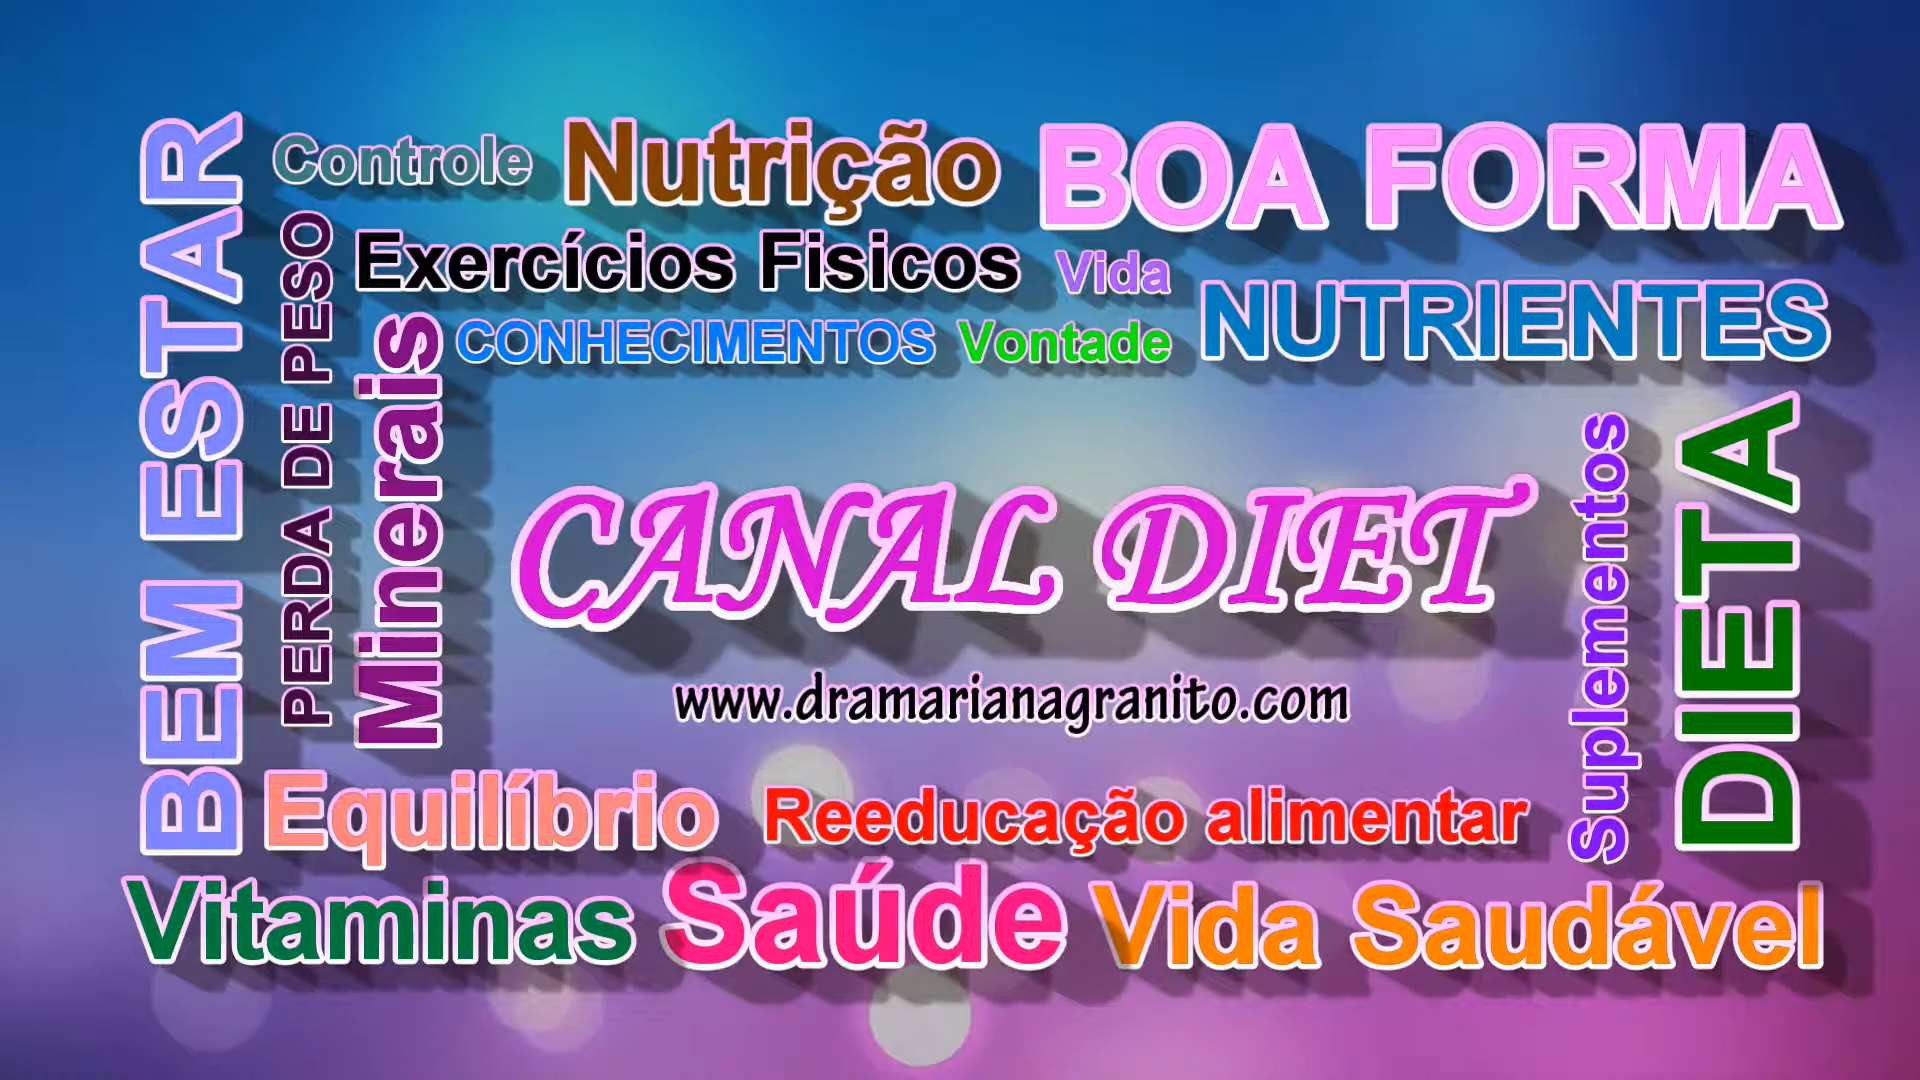 BEM ESTAR
Controle
Nutrição
BOA FORMA
PERDA DE PESO
Exercícios Fisicos
Vida
NUTRIENTES
Minerais
CONHECIMENTOS
Vontade
CANAL DIET
www.dramarianagranito.com
Suplementos
DIETA
Equilíbrio
Reeducação alimentar
Vitaminas
Saúde
Vida Saudável